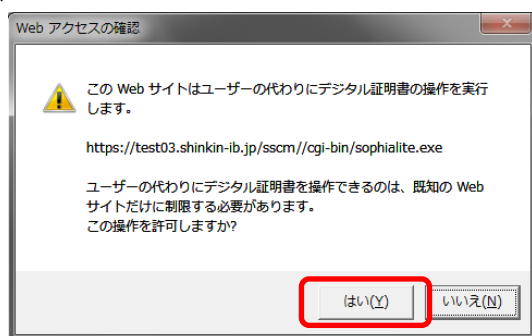 Web アクセスの確認
この Web サイトはユーザーの代わりにデジタル証明書の操作を実行
します。
https://test03.shinkin-ib.jp/sscm//cgi-bin/sophialite.exe
ユーザーの代わりにデジタル証明書を操作できるのは、既知の Web
サイトだけに制限する必要があります。
この操作を許可しますか?
はい(Y) いいえ(N)